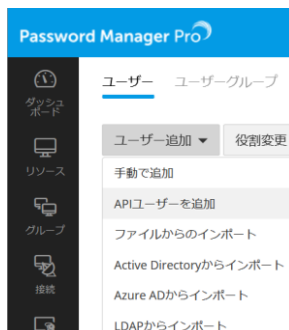 Password Manager Pro
ダッシュ
ボード
リソース
グループ
接続
ユーザー ユーザーグループ
ユーザー追加 役割変更
手動で追加
APIユーザーを追加
ファイルからのインポート
Active Directoryからインポート
Azure ADからインポート
LDAPからインポート